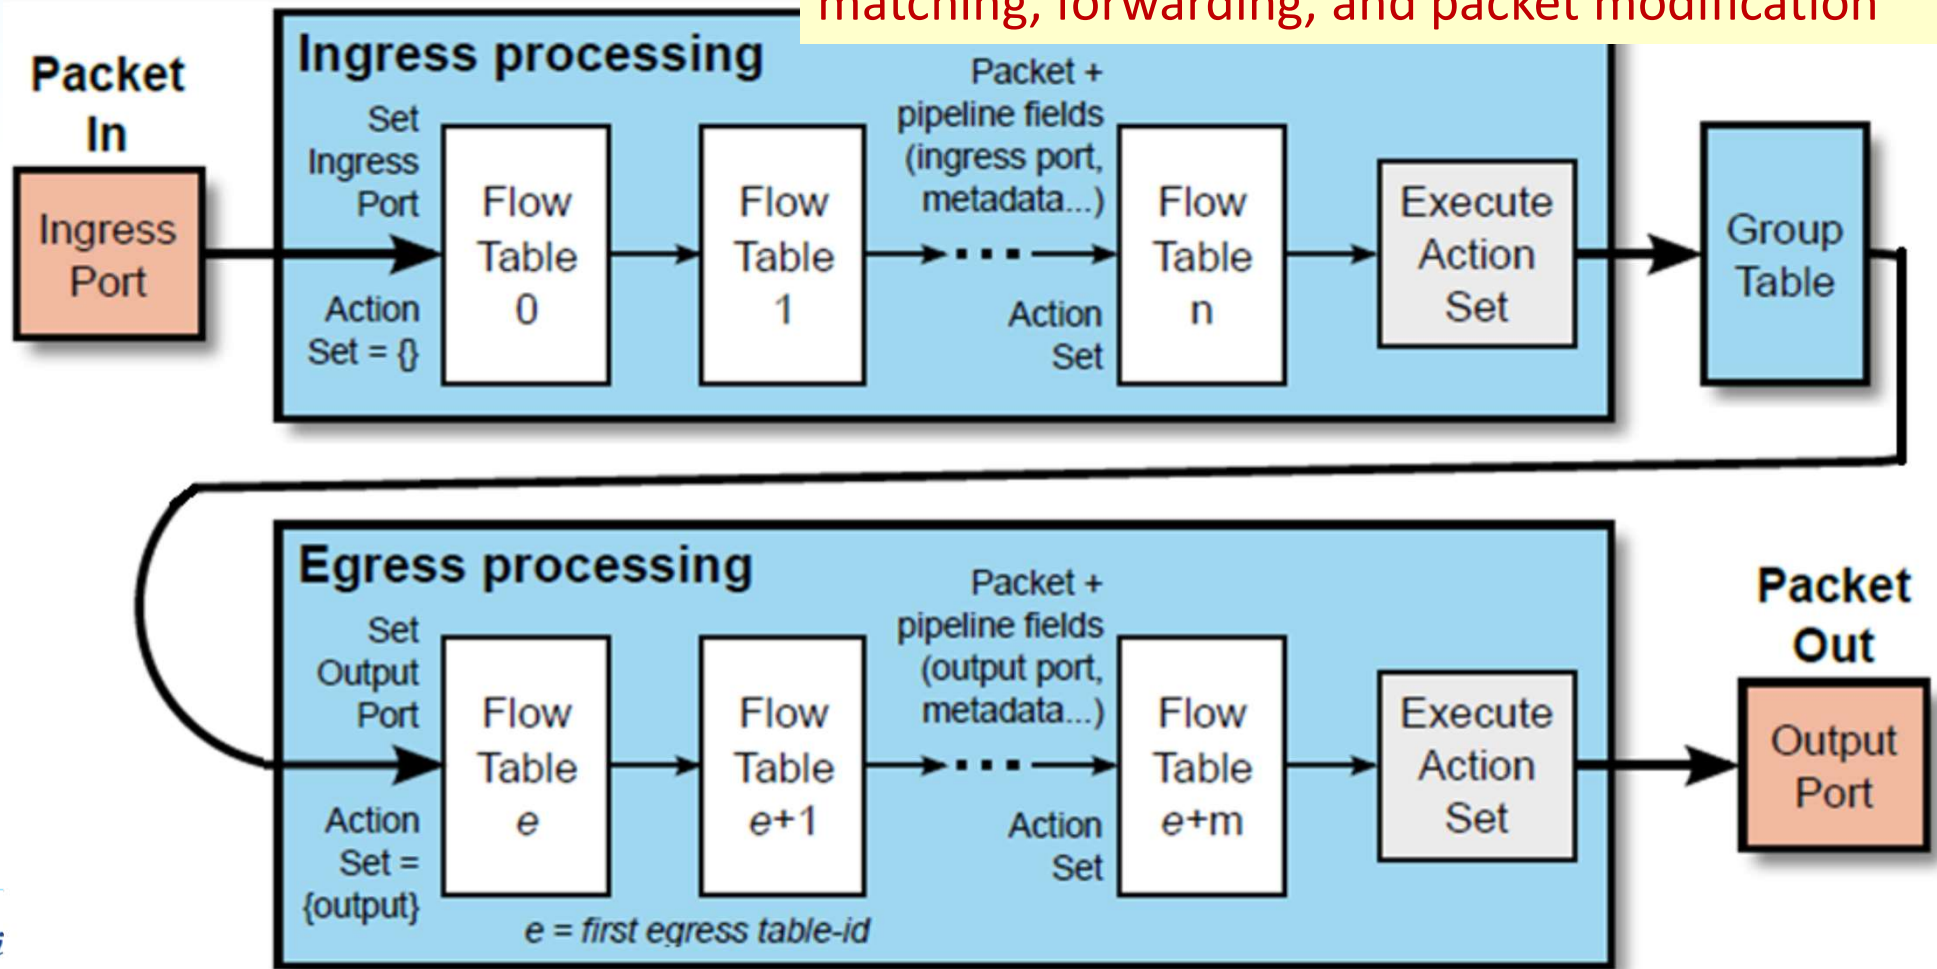 matching, forwarding, and packet modification
Ingress processing
Packet
In
Ingress
Port
Set
Ingress
Port
Action
Set = {}
Flow
Table
0
Flow
Table
1
Packet +
pipeline fields
(ingress port,
metadata...)
Action
Set
Flow
Table
n
Execute
Action
Set
Group
Table
Egress processing
Set
Output
Port
Action
Set =
{output}
Flow
Table
e
Flow
Table
e+1
e = first egress table-id
Packet +
pipeline fields
(output port,
metadata...)
Action
Set
Flow
Table
e+m
Execute
Action
Set
Packet
Out
Output
Port